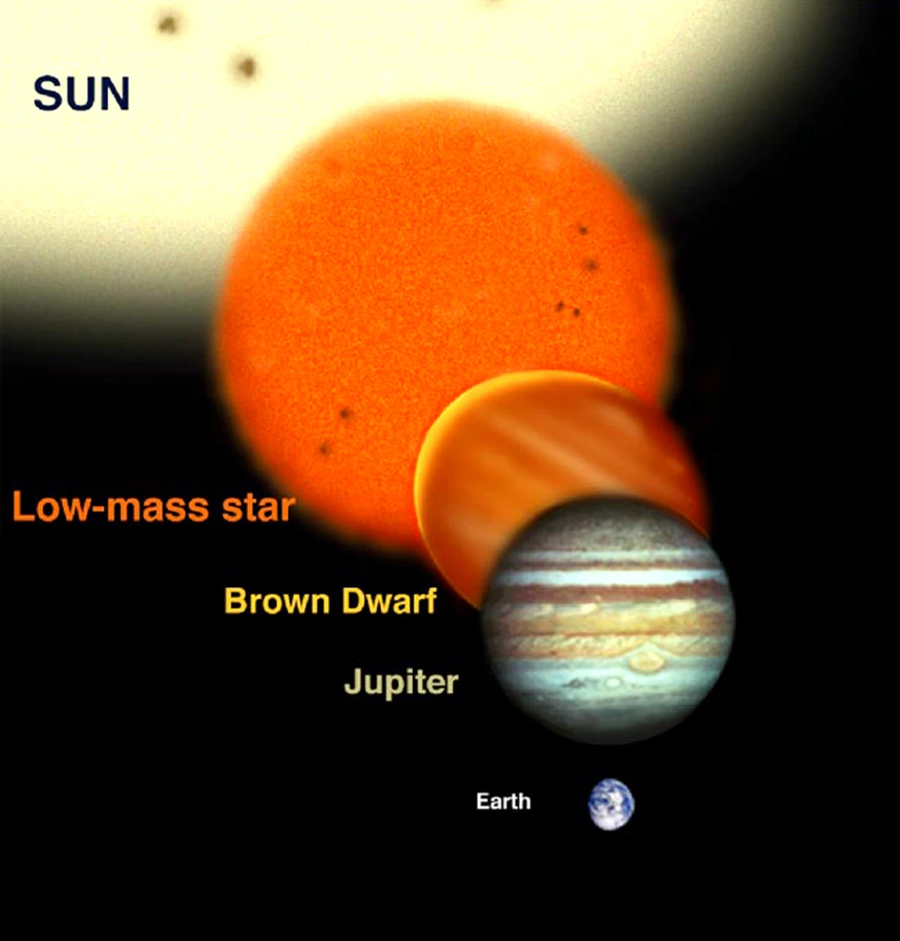 SUN
Low-mass star
Brown Dwarf
Jupiter
Earth